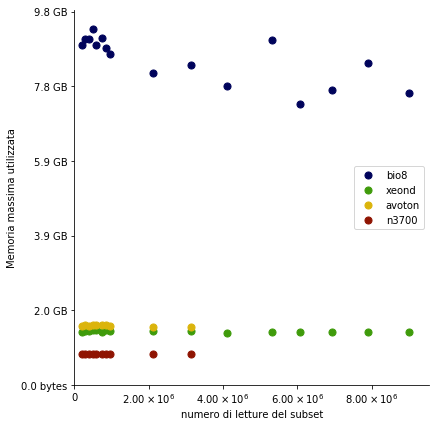 9.8 GB
7.8 GB
5.9 GB
3.9 GB
2.0 GB
0.0 bytes
Memoria massima utilizzata
bio8
xeond
avoton
n3700
0
2.00 × 10⁶
4.00 × 10⁶
6.00 × 10⁶
8.00 × 10⁶
numero di letture del subset